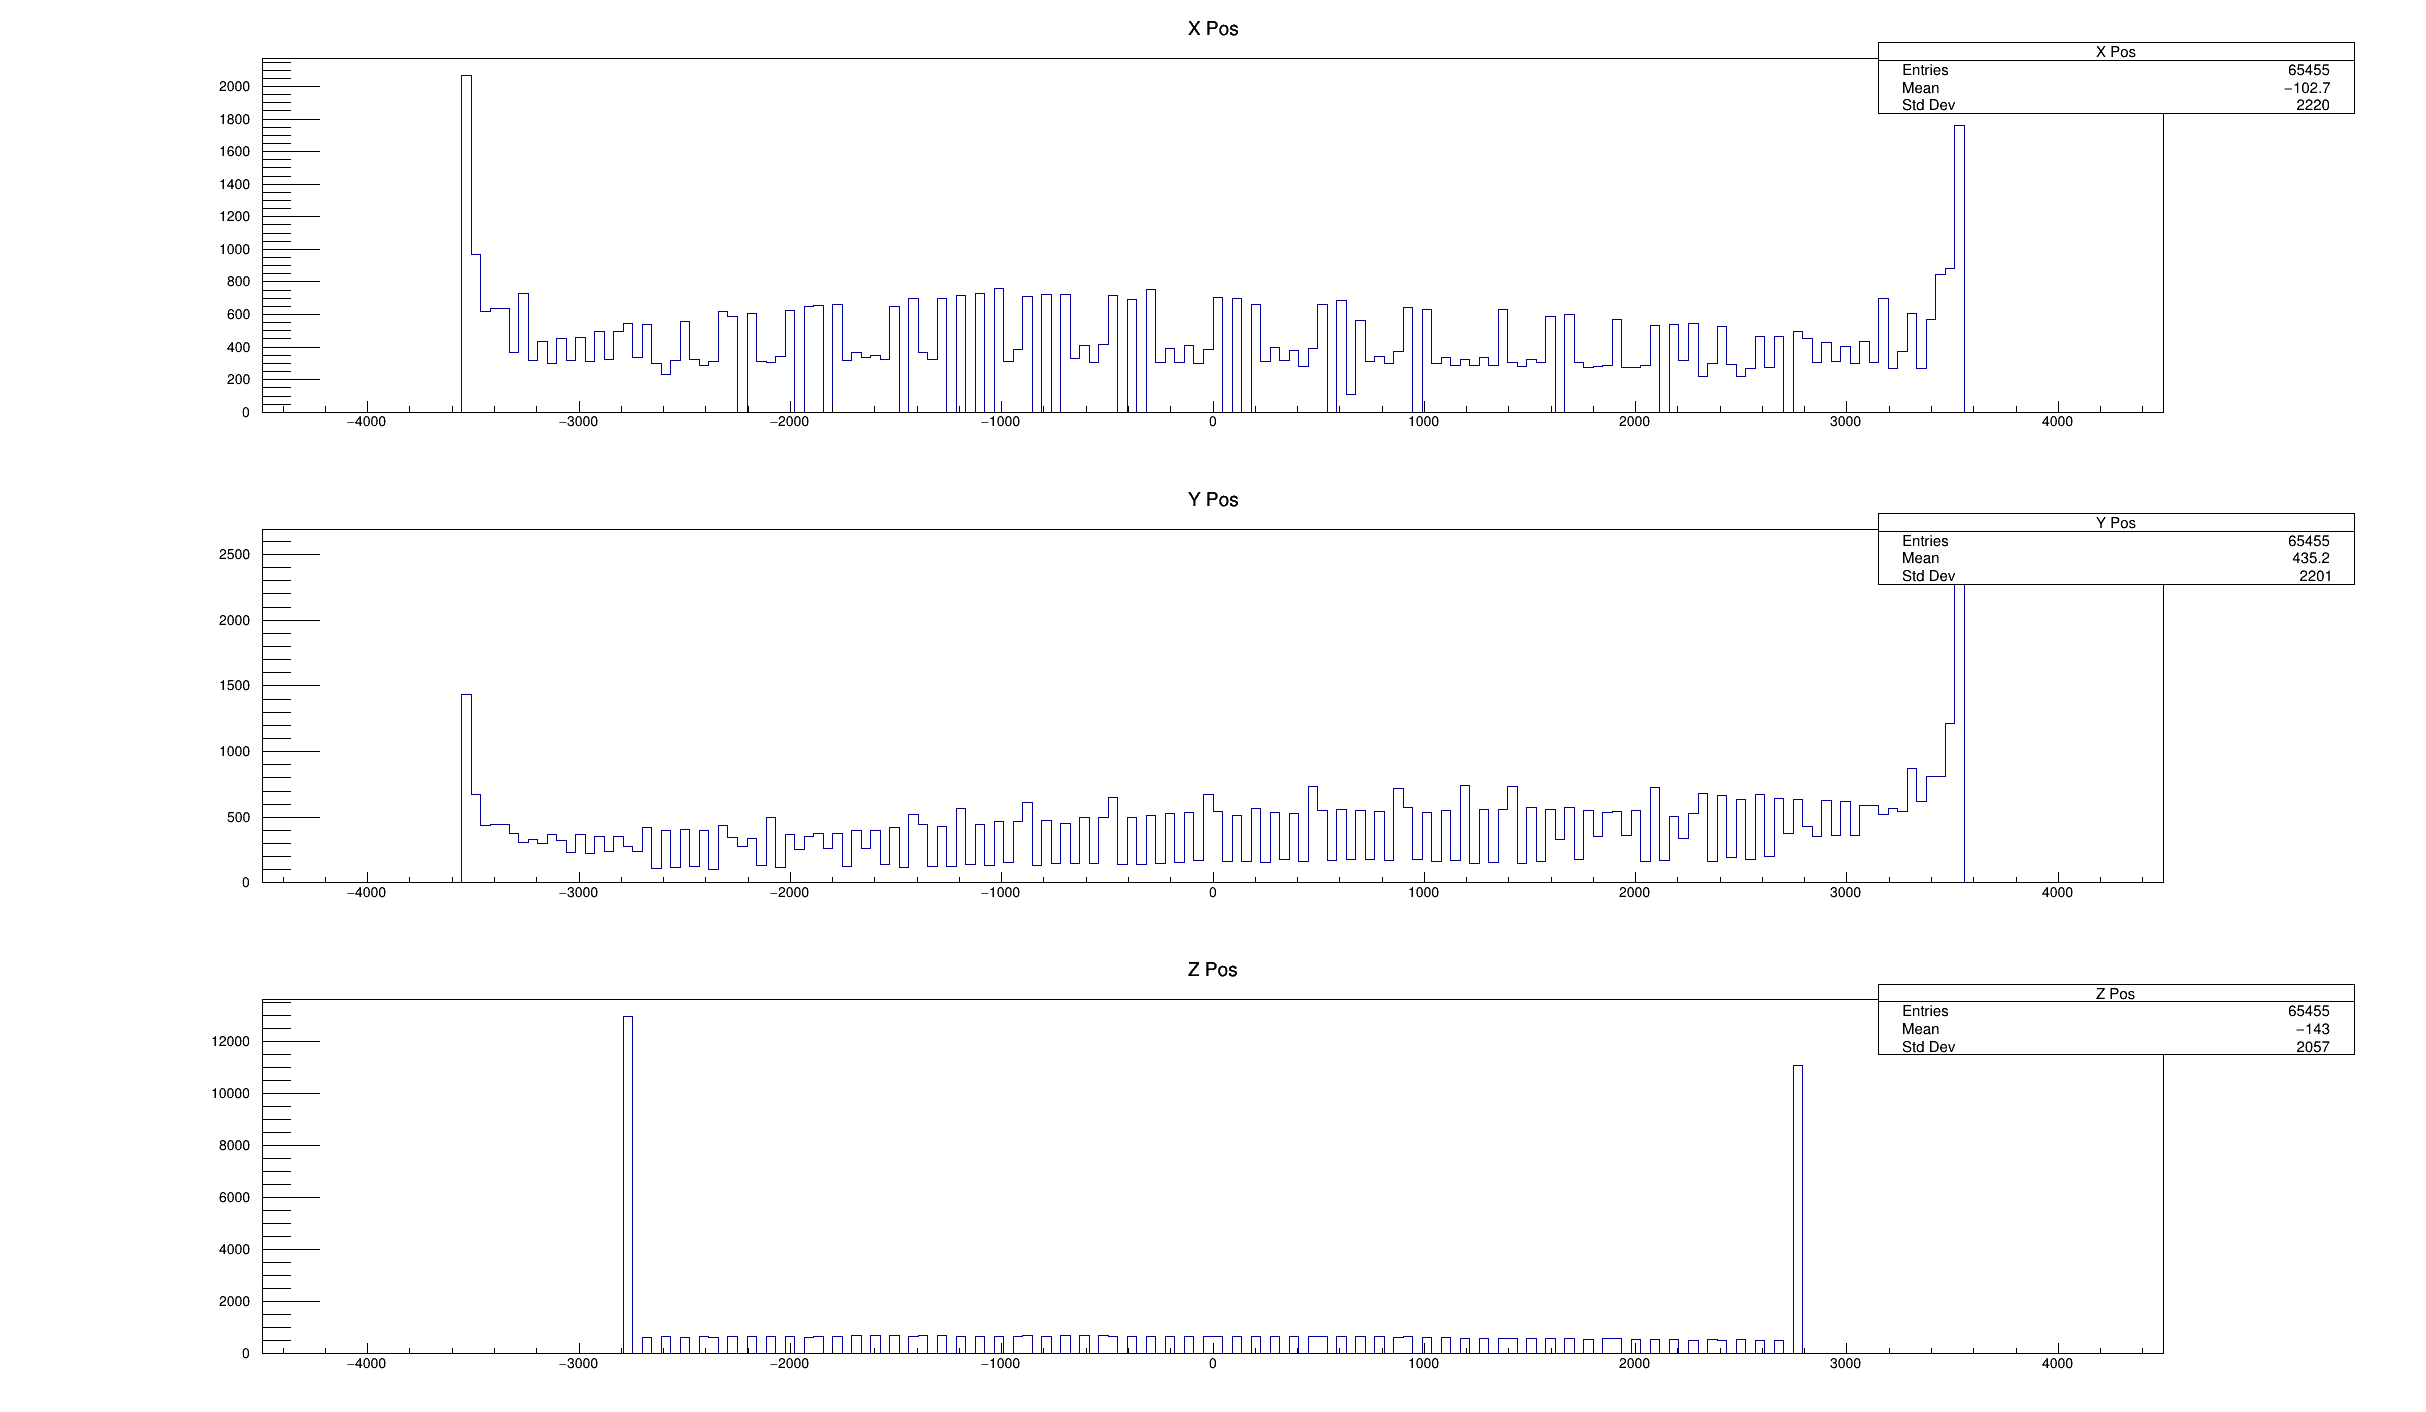 X Pos
X Pos
Entries 65455
Mean −102.7
Std Dev 2220
2000
1800
1600
1400
1200
1000
800
600
400
200
0
−4000 −3000 −2000 −1000 0 1000 2000 3000 4000
Y Pos
Y Pos
Entries 65455
Mean 435.2
Std Dev 2201
2500
2000
1500
1000
500
0
−4000 −3000 −2000 −1000 0 1000 2000 3000 4000
Z Pos
Z Pos
Entries 65455
Mean −143
Std Dev 2057
12000
10000
8000
6000
4000
2000
0
−4000 −3000 −2000 −1000 0 1000 2000 3000 4000